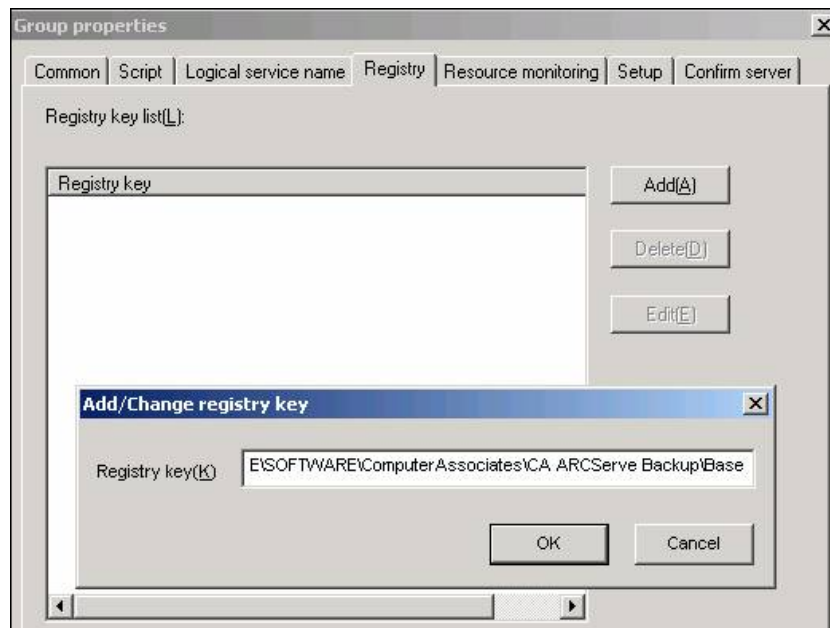 Group properties
Common Script Logical service name Registry Resource monitoring Setup Confirm server
Registry key list(L):
Registry key
Add(A)
Delete(D)
Edit(E)
Add/Change registry key
Registry key(K) E\SOFTWARE\ComputerAssociates\CA ARCServe Backup\Base
OK Cancel